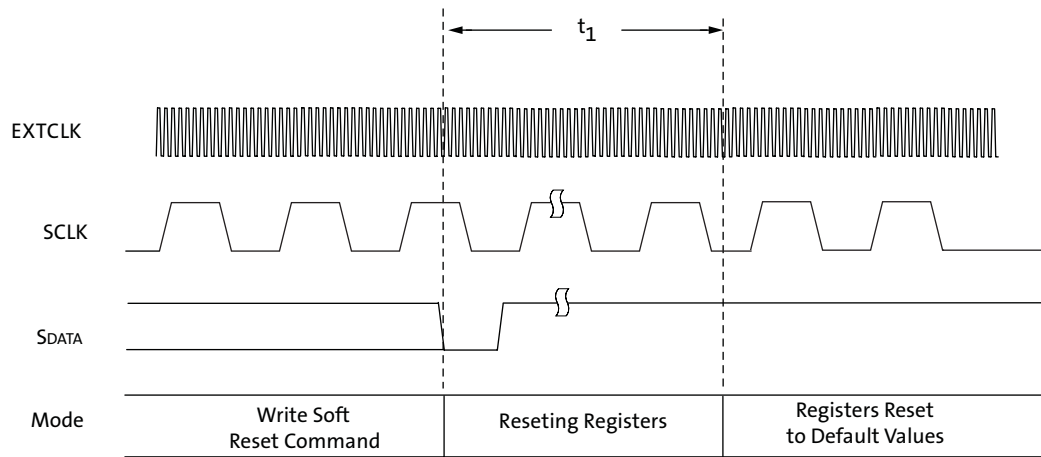 t1
EXTCLK
SCLK
SDATA
Mode
Write Soft
Reset Command
Reseting Registers
Registers Reset
to Default Values